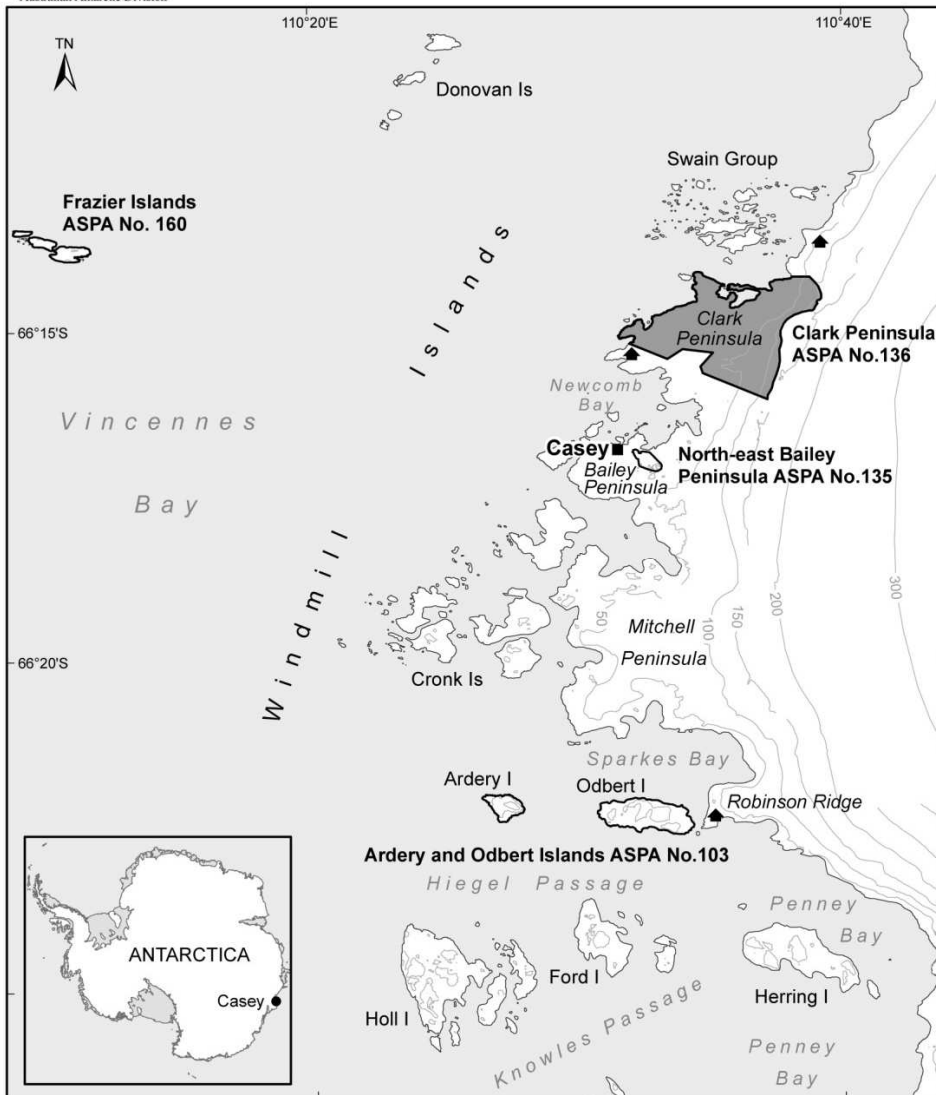 110°20'E
110°40'E
TN
Donovan Is
Swain Group
Frazier Islands
ASPA No. 160
Islands
Clark
Peninsula
66°15'S
Clark Peninsula
ASPA No.136
Newcomb
Bay
Vincennes
Bay
Casey
North-east Bailey
Peninsula ASPA No.135
Bailey
Peninsula
Windmill
50
100
150
200
300
Mitchell
Peninsula
66°20'S
Cronk Is
Sparkes Bay
Ardery I
Odbert I
Robinson Ridge
Ardery and Odbert Islands ASPA No.103
Hiegel Passage
Penney
Bay
ANTARCTICA
Casey
Ford I
Herring I
Holl I
Knowles Passage
Penney
Bay